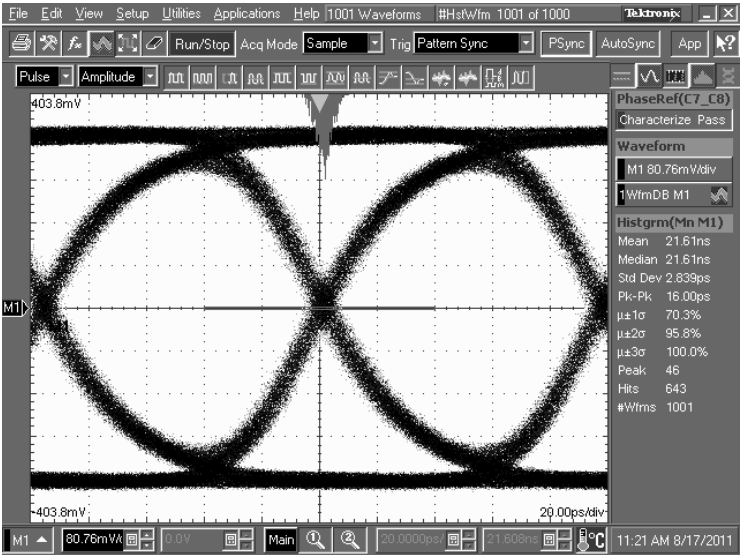 File Edit View Setup Utilities Applications Help 1001 Waveforms #HstWfm 1001 of 1000 Tektronix
Run/Stop Acq Mode Sample Trig Pattern Sync PSync AutoSync App
Pulse Amplitude
403.8mV
PhaseRef(C7_C8)
Characterize Pass
Waveform
M1 80.76mV/div
1 WfmDB M1
Histgrm(Mn M1)
Mean 21.61ns
Median 21.61ns
Std Dev 2.839ps
Pk-Pk 16.00ps
µ±1σ 70.3%
µ±2σ 95.8%
µ±3σ 100.0%
Peak 46
Hits 643
#Wfms 1001
M1
-403.8mV 20.00ps/div
M1 80.76mV/ 0.0V Main 1 2 20.0000ps/ 21.608ns °C 11:21 AM 8/17/2011